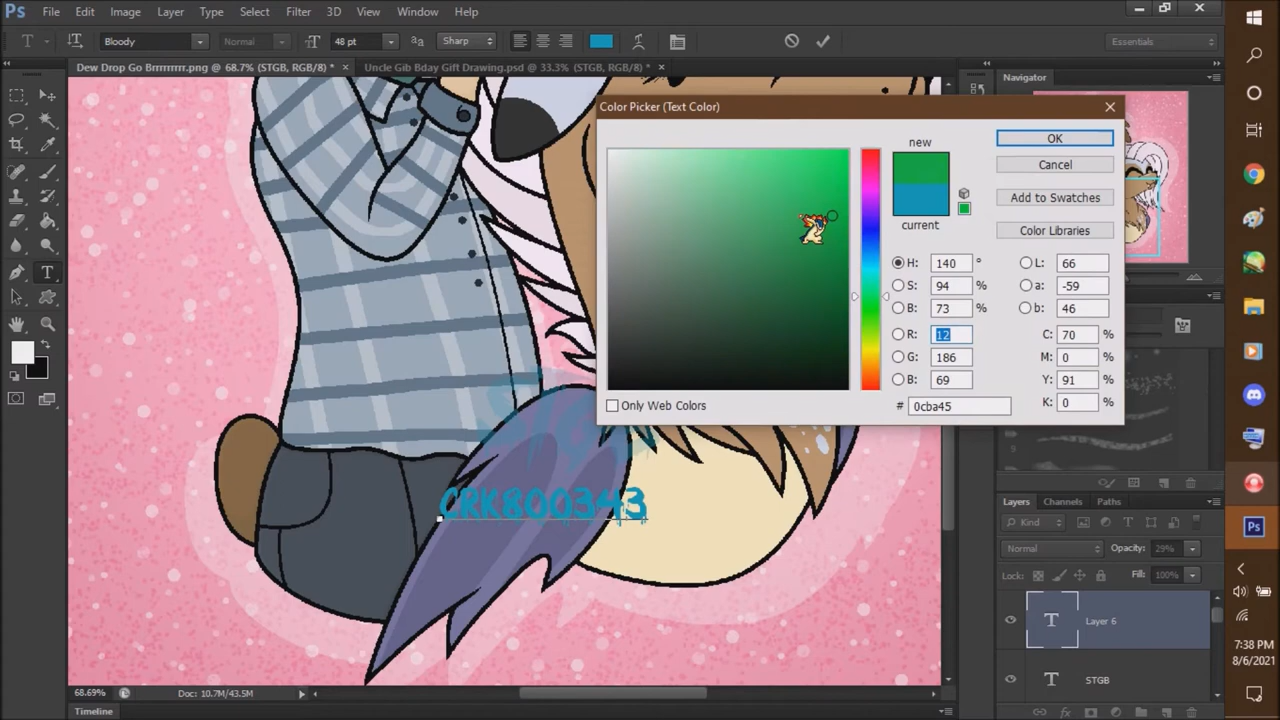 Ps File Edit Image Layer Type Select Filter 3D View Window Help
T Bloody Normal 48 pt aa Sharp Essentials
Dew Drop Go Brrrrrrrr.png @ 68.7% (STGB, RGB/8) * × Uncle Gib Bday Gift Drawing.psd @ 33.3% (STGB, RGB/8) * ×
Navigator
Color Picker (Text Color)
new
current
OK
Cancel
Add to Swatches
Color Libraries
H: 140 ° L: 66
S: 94 % a: -59
B: 73 % b: 46
R: 12 C: 70 %
G: 186 M: 0 %
B: 69 Y: 91 %
# 0cba45 K: 0 %
Only Web Colors
CRK800343
Layers Channels Paths
Kind
Normal Opacity: 29%
Lock: Fill: 100%
T Layer 6
T STGB
68.69% Doc: 10.7M/43.5M
Timeline
Ps
7:38 PM
8/6/2021